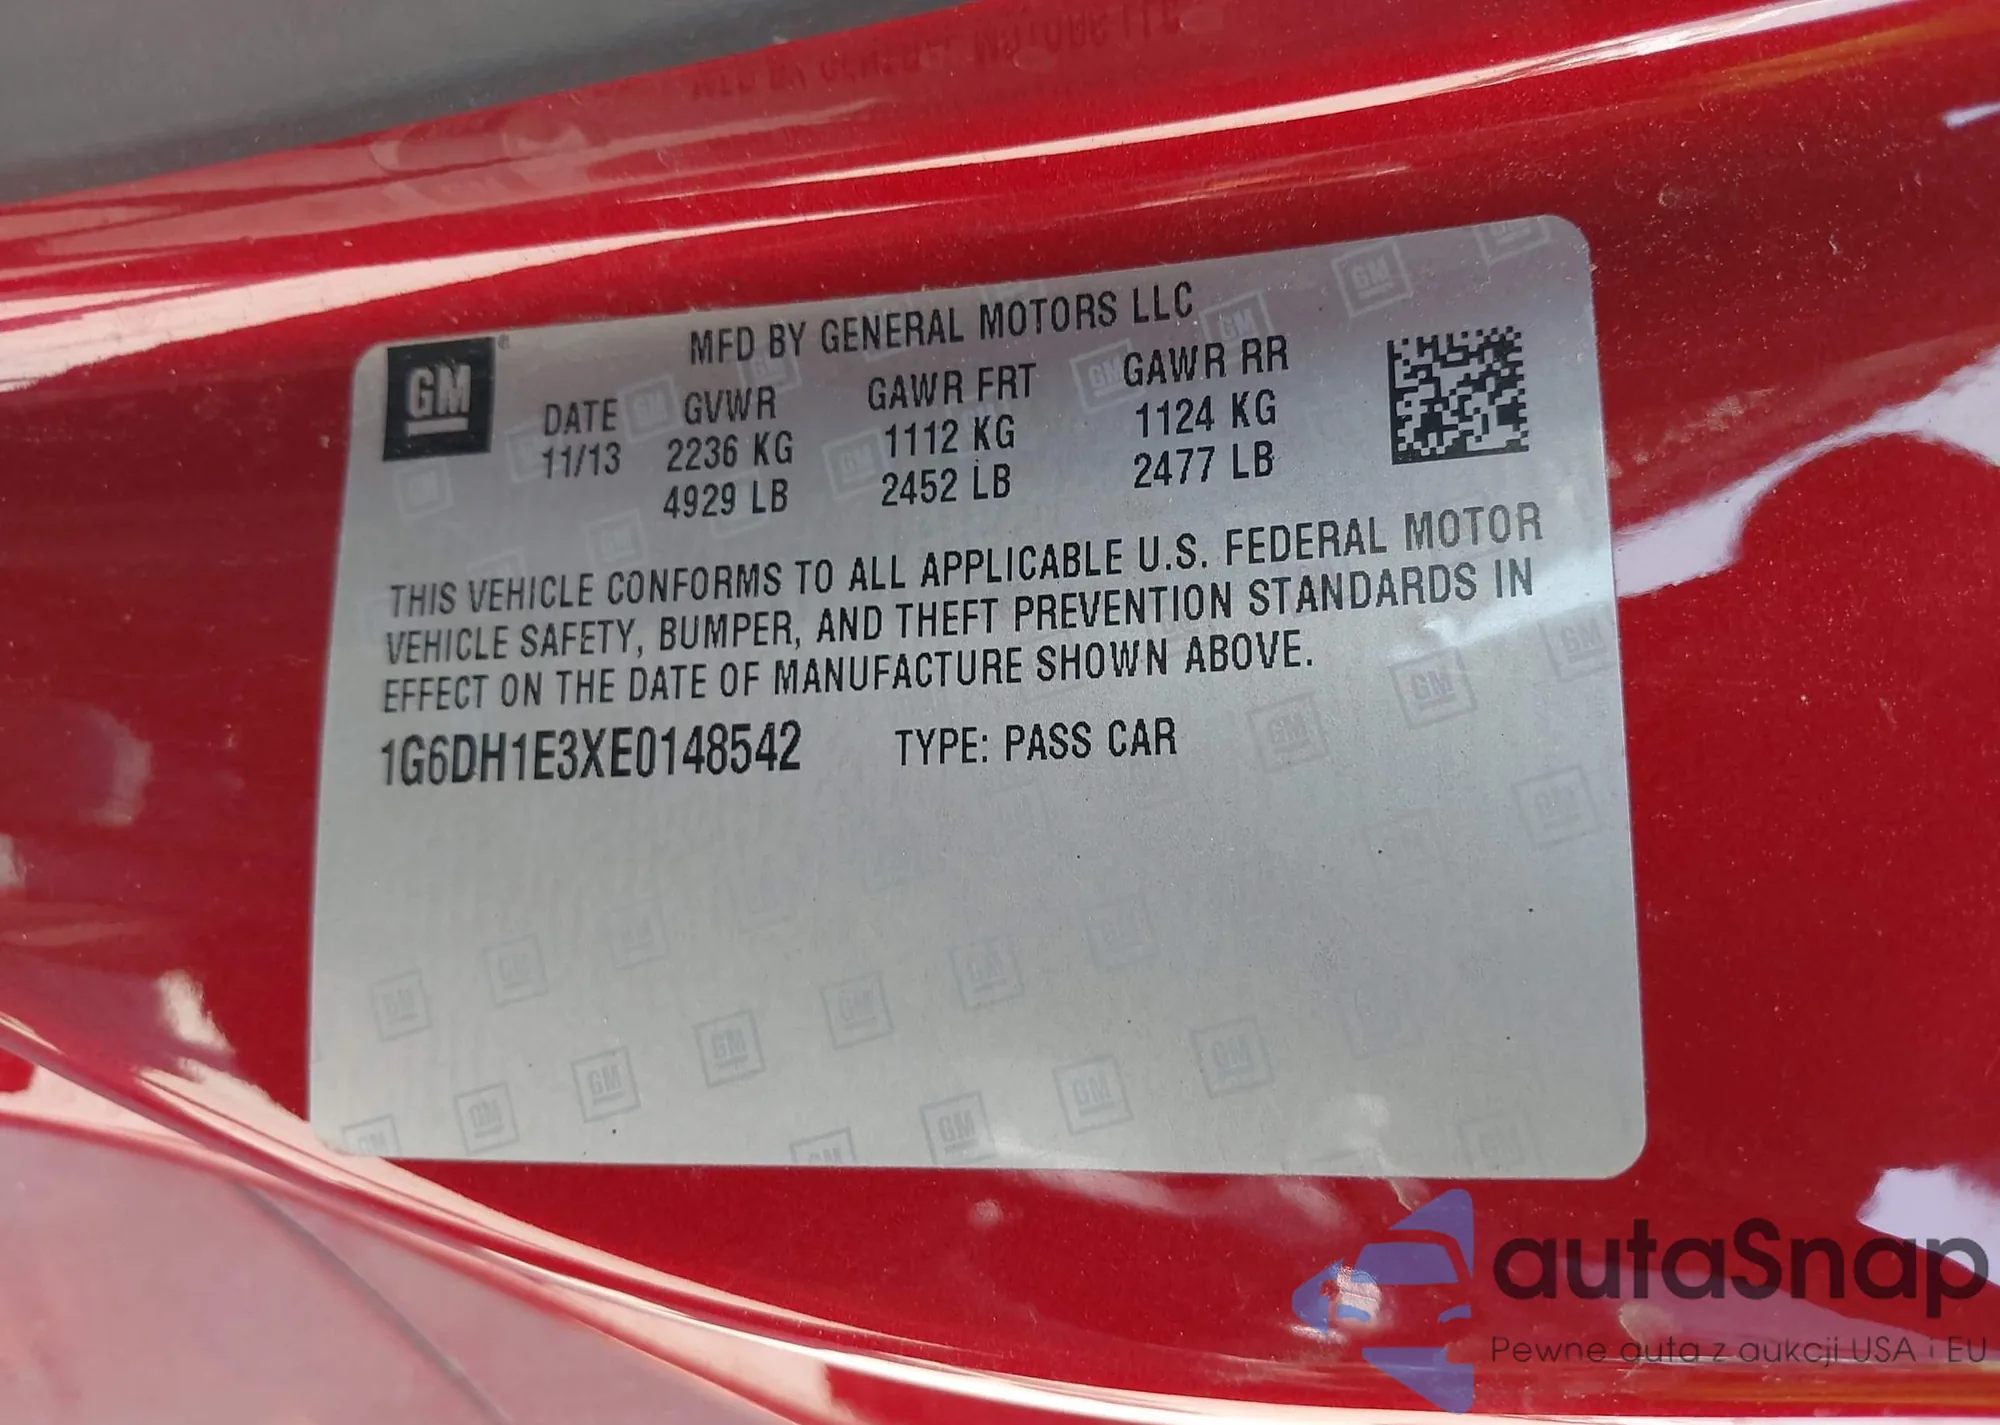 MFD BY GENERAL MOTORS LLC
GM
DATE GVWR GAWR FRT GAWR RR
11/13 2236 KG 1112 KG 1124 KG
4929 LB 2452 LB 2477 LB
THIS VEHICLE CONFORMS TO ALL APPLICABLE U.S. FEDERAL MOTOR
VEHICLE SAFETY, BUMPER, AND THEFT PREVENTION STANDARDS IN
EFFECT ON THE DATE OF MANUFACTURE SHOWN ABOVE.
1G6DH1E3XE0148542 TYPE: PASS CAR
autaSnap
Pewne auta z aukcji USA i EU